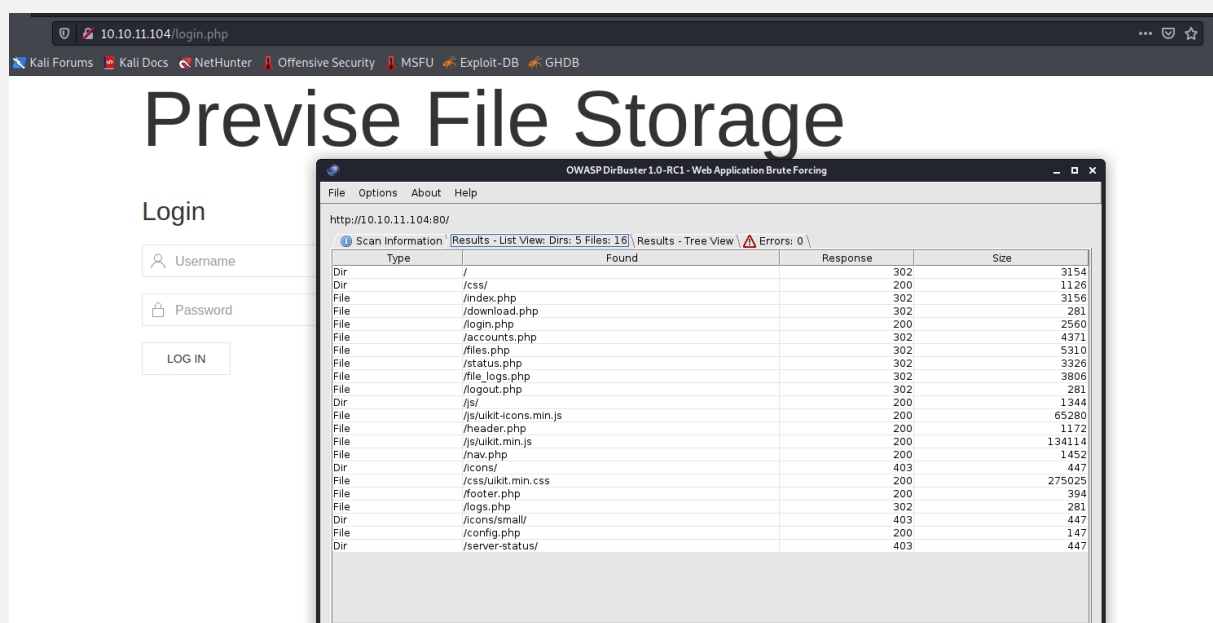 10.10.11.104/login.php
Kali Forums Kali Docs NetHunter Offensive Security MSFU Exploit-DB GHDB
Previse File Storage
Login
Username
Password
LOG IN
OWASP DirBuster 1.0-RC1 - Web Application Brute Forcing
File Options About Help
http://10.10.11.104:80/
Scan Information Results - List View: Dirs: 5 Files: 16 Results - Tree View Errors: 0
Type Found Response Size
Dir / 302 3154
Dir /css/ 200 1126
File /index.php 302 3156
File /download.php 302 281
File /login.php 200 2560
File /accounts.php 302 4371
File /files.php 302 5310
File /status.php 302 3326
File /file_logs.php 302 3806
File /logout.php 302 281
Dir /js/ 200 1344
File /js/uikit-icons.min.js 200 65280
File /header.php 200 1172
File /js/uikit.min.js 200 134114
File /nav.php 200 1452
Dir /icons/ 403 447
File /css/uikit.min.css 200 275025
File /footer.php 200 394
File /logs.php 302 281
Dir /icons/small/ 403 447
File /config.php 200 147
Dir /server-status/ 403 447